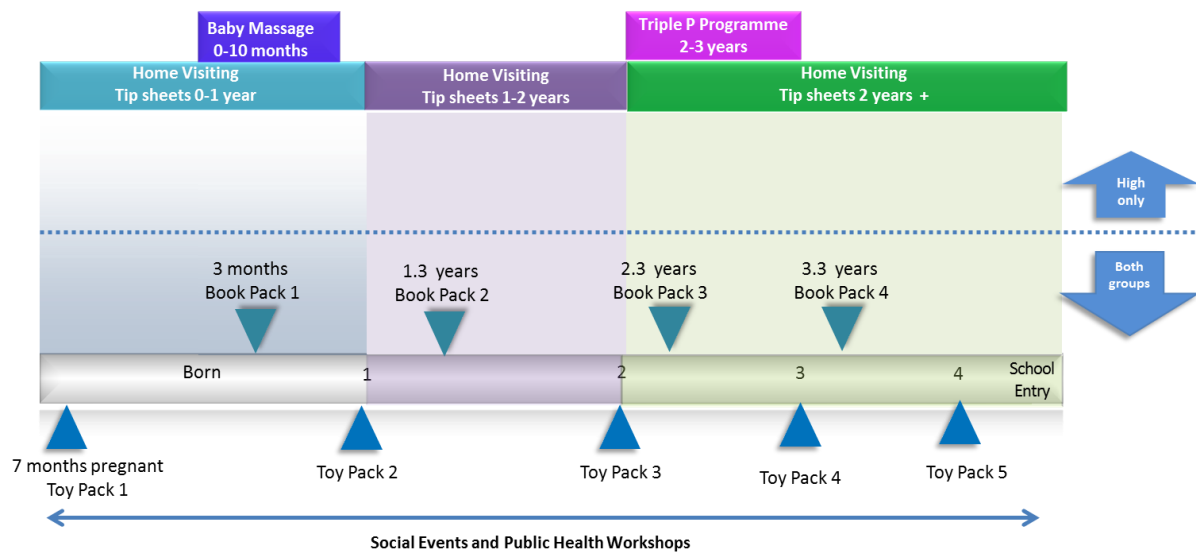 Baby Massage
0-10 months
Triple P Programme
2-3 years
Home Visiting
Tip sheets 0-1 year
Home Visiting
Tip sheets 1-2 years
Home Visiting
Tip sheets 2 years +
High
only
Both
groups
3 months
Book Pack 1
1.3 years
Book Pack 2
2.3 years
Book Pack 3
3.3 years
Book Pack 4
Born
1
2
3
4
School
Entry
7 months pregnant
Toy Pack 1
Toy Pack 2
Toy Pack 3
Toy Pack 4
Toy Pack 5
Social Events and Public Health Workshops